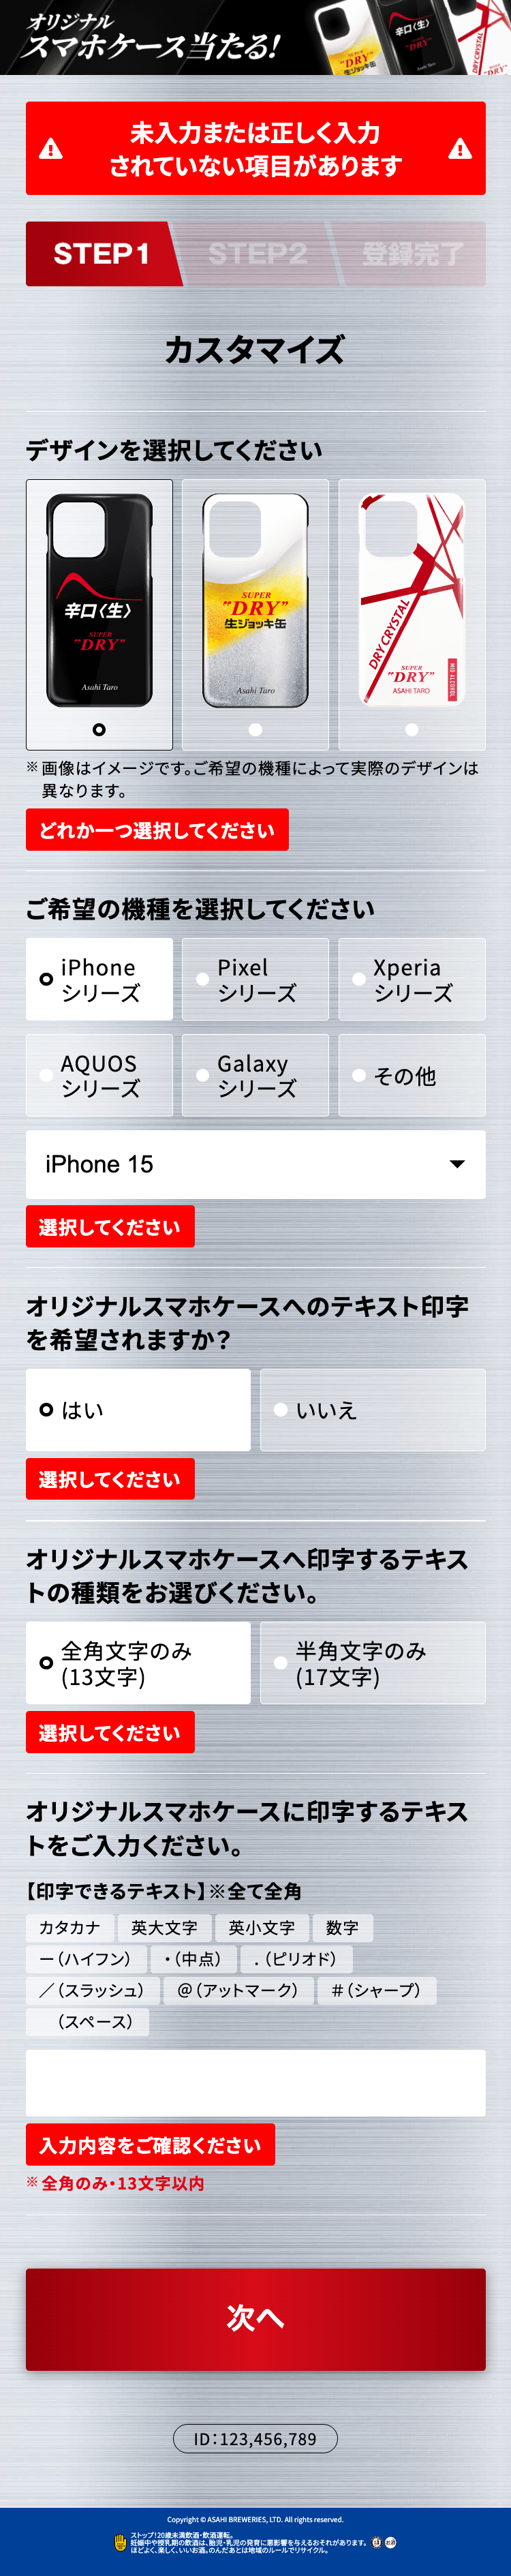 オリジナル
スマホケース当たる!
未入力または正しく入力
されていない項目があります
STEP1 STEP2 登録完了
カスタマイズ
デザインを選択してください
辛口〈生〉
SUPER
"DRY"
Asahi Taro
SUPER
"DRY"
生ジョッキ缶
Asahi Taro
DRY CRYSTAL
SUPER
"DRY"
ASAHI TARO
MID ALCOHOL
※画像はイメージです。ご希望の機種によって実際のデザインは
異なります。
どれか一つ選択してください
ご希望の機種を選択してください
iPhone
シリーズ
Pixel
シリーズ
Xperia
シリーズ
AQUOS
シリーズ
Galaxy
シリーズ
その他
iPhone 15
選択してください
オリジナルスマホケースへのテキスト印字
を希望されますか?
はい
いいえ
選択してください
オリジナルスマホケースへ印字するテキス
トの種類をお選びください。
全角文字のみ
(13文字)
半角文字のみ
(17文字)
選択してください
オリジナルスマホケースに印字するテキス
トをご入力ください。
【印字できるテキスト】※全て全角
カタカナ 英大文字 英小文字 数字
ー(ハイフン) ・(中点) .(ピリオド)
／(スラッシュ) @(アットマーク) #(シャープ)
(スペース)
入力内容をご確認ください
※全角のみ・13文字以内
次へ
ID:123,456,789
Copyright © ASAHI BREWERIES, LTD. All rights reserved.
ストップ!20歳未満飲酒・飲酒運転。
妊娠中や授乳期の飲酒は、胎児・乳児の発育に悪影響を与えるおそれがあります。
ほどよく、楽しく、いいお酒。のんだあとは地域のルールでリサイクル。